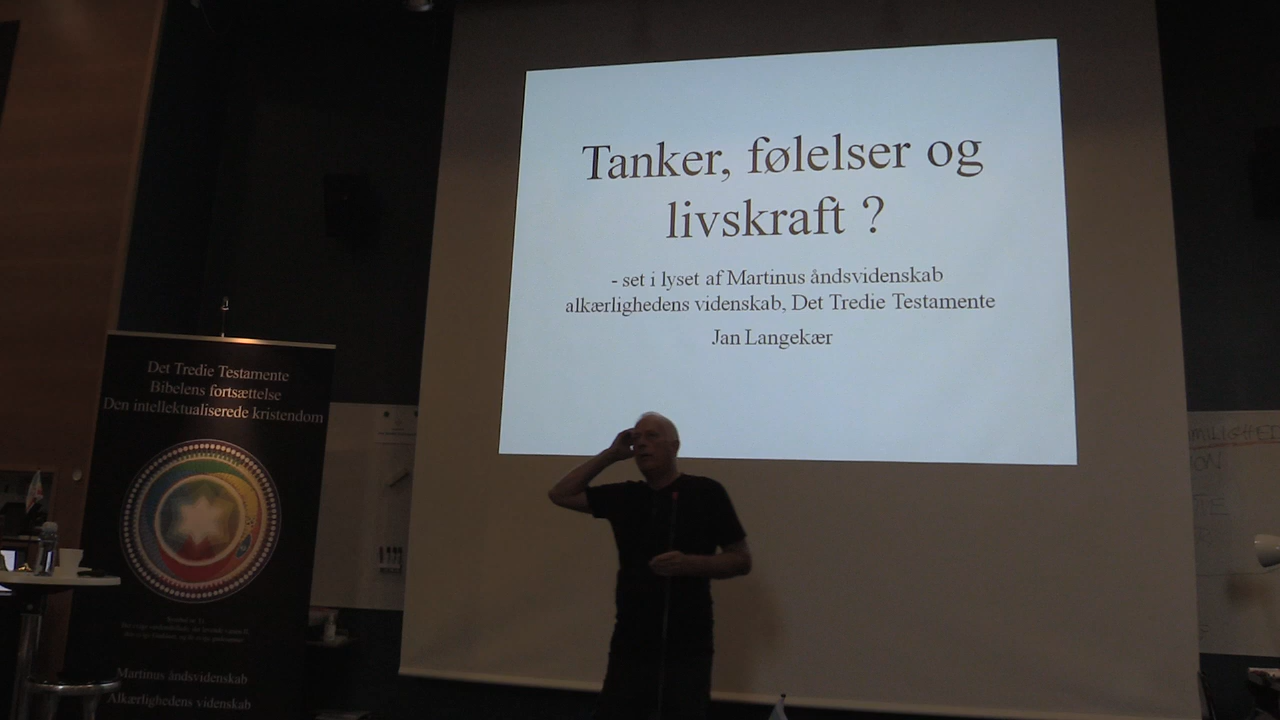 Tanker, følelser og
livskraft ?
- set i lyset af Martinus åndsvidenskab
alkærlighedens videnskab, Det Tredie Testamente
Jan Langekær
Det Tredie Testamente
Bibelens fortsættelse
Den intellektualiserede kristendom
Martinus åndsvidenskab
Alkærlighedens videnskab